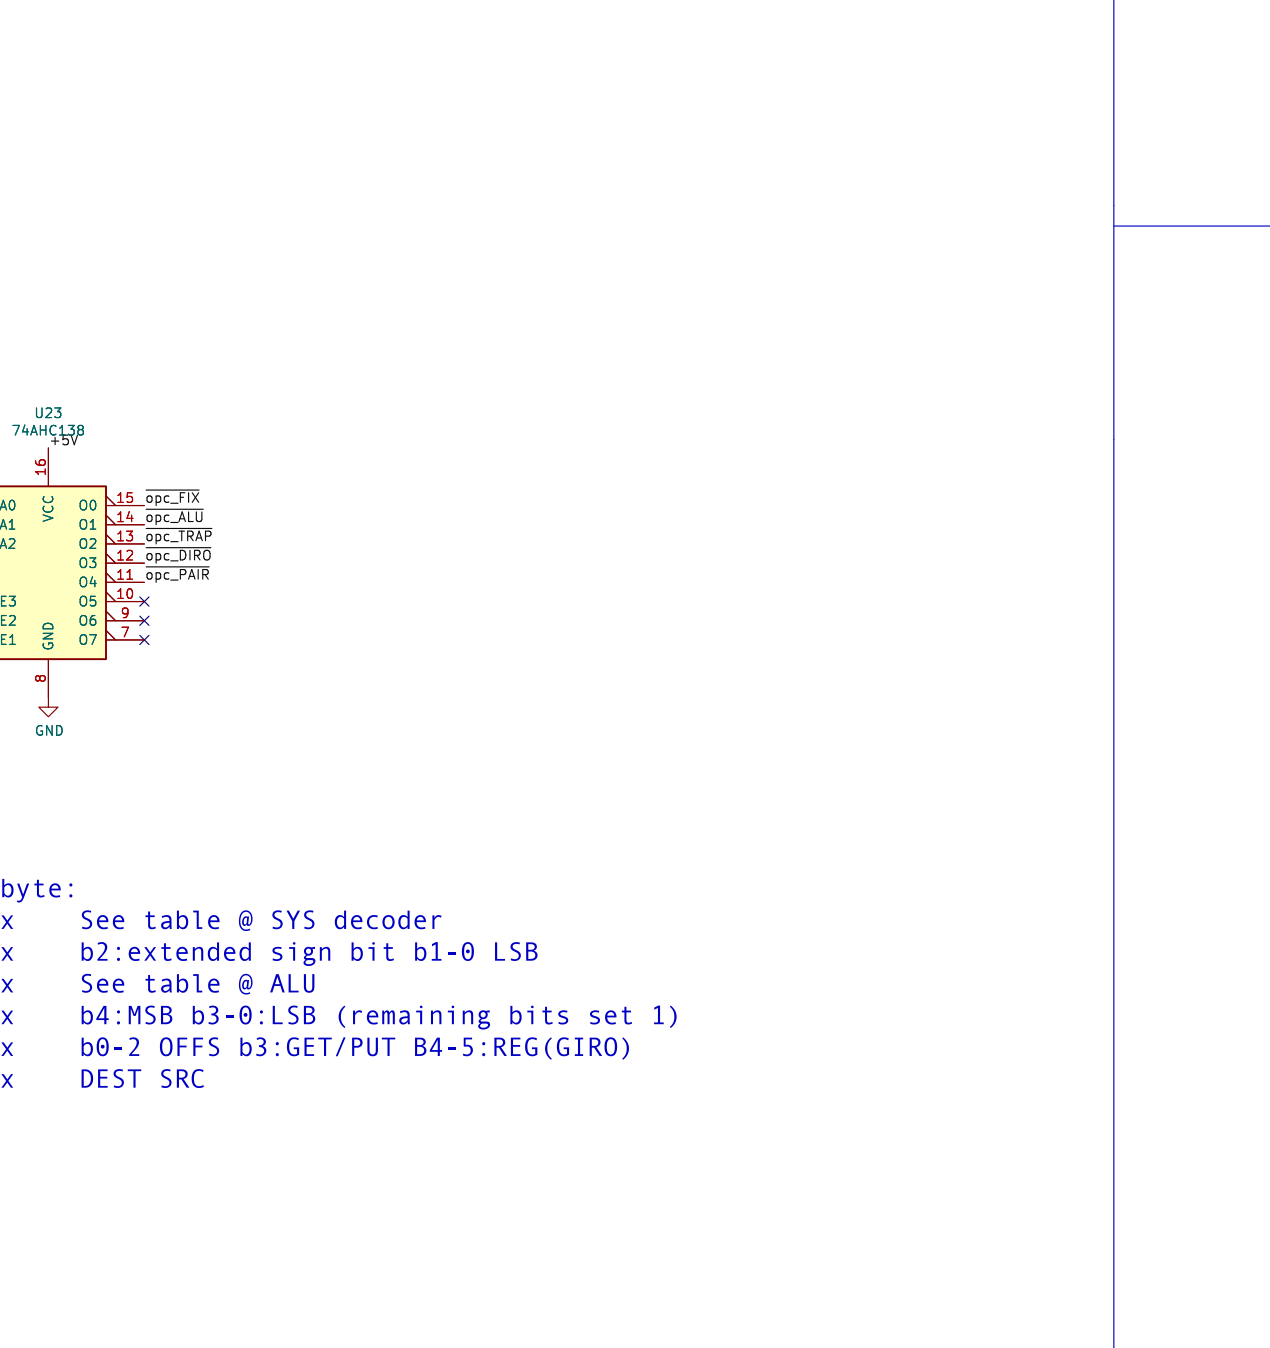 U23
74AHC138
+5V
16
VCC
A0 O0 15 opc_FIX
A1 O1 14 opc_ALU
A2 O2 13 opc_TRAP
O3 12 opc_DIRO
O4 11 opc_PAIR
E3 O5 10
E2 O6 9
E1 O7 7
GND
8
GND
byte:
x See table @ SYS decoder
x b2:extended sign bit b1-0 LSB
x See table @ ALU
x b4:MSB b3-0:LSB (remaining bits set 1)
x b0-2 OFFS b3:GET/PUT B4-5:REG(GIRO)
x DEST SRC